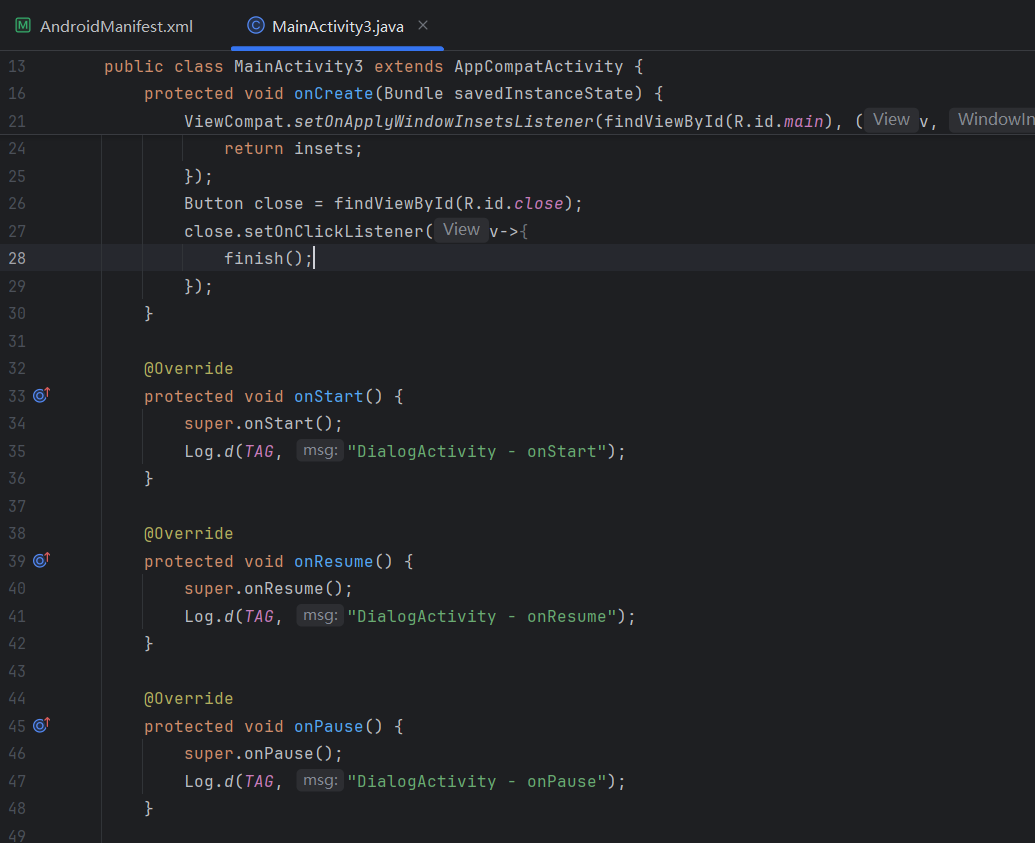 AndroidManifest.xml MainActivity3.java
13 public class MainActivity3 extends AppCompatActivity {
16 protected void onCreate(Bundle savedInstanceState) {
21 ViewCompat.setOnApplyWindowInsetsListener(findViewById(R.id.main), ( View v, WindowIn
24 return insets;
25 });
26 Button close = findViewById(R.id.close);
27 close.setOnClickListener( View v->{
28 finish();
29 });
30 }
31
32 @Override
33 protected void onStart() {
34 super.onStart();
35 Log.d(TAG, msg: "DialogActivity - onStart");
36 }
37
38 @Override
39 protected void onResume() {
40 super.onResume();
41 Log.d(TAG, msg: "DialogActivity - onResume");
42 }
43
44 @Override
45 protected void onPause() {
46 super.onPause();
47 Log.d(TAG, msg: "DialogActivity - onPause");
48 }
49